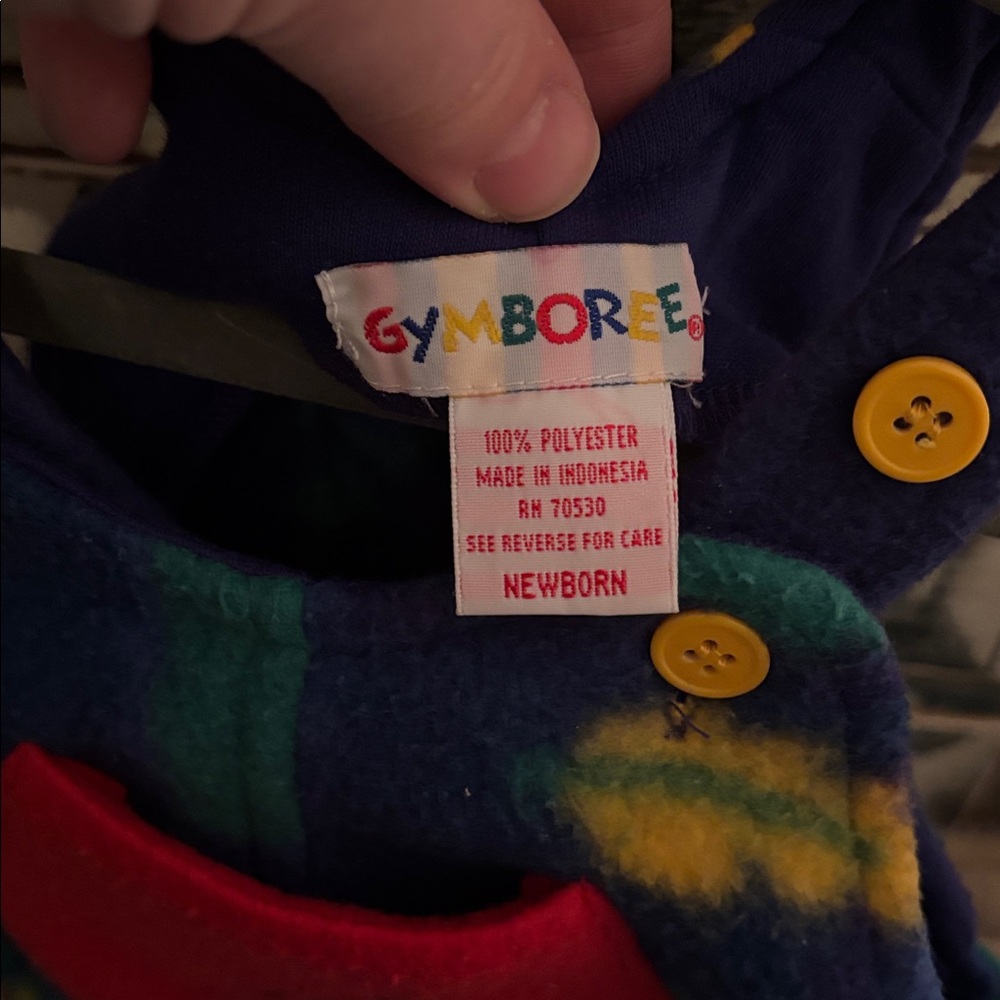 GYMBOREE®
100% POLYESTER
MADE IN INDONESIA
RN 70530
SEE REVERSE FOR CARE
NEWBORN